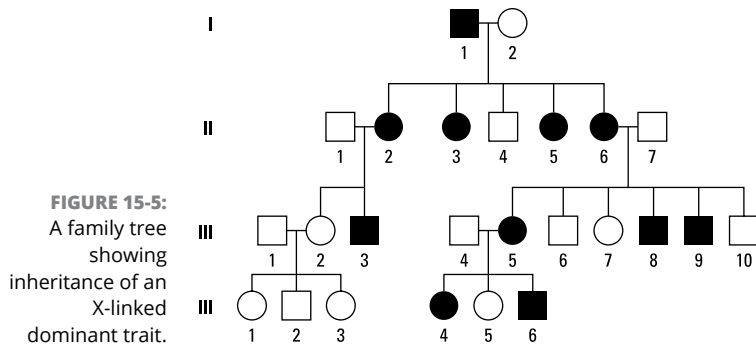 I
1 2
II
1 2 3 4 5 6 7
FIGURE 15-5:
A family tree
showing
inheritance of an
X-linked
dominant trait.
III
1 2 3 4 5 6 7 8 9 10
III
1 2 3 4 5 6